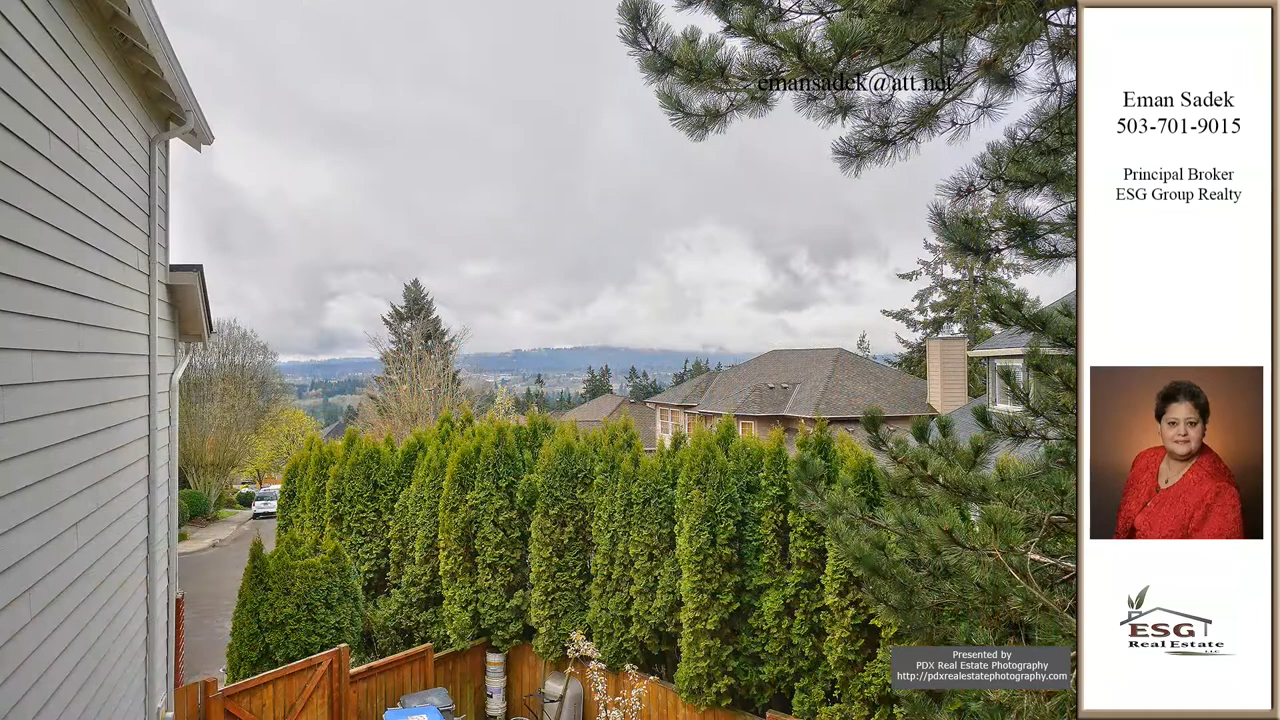 emansadek@att.net
Eman Sadek
503-701-9015
Principal Broker
ESG Group Realty
ESG
Real Estate
LLC
Presented by
PDX Real Estate Photography
http://pdxrealestatephotography.com